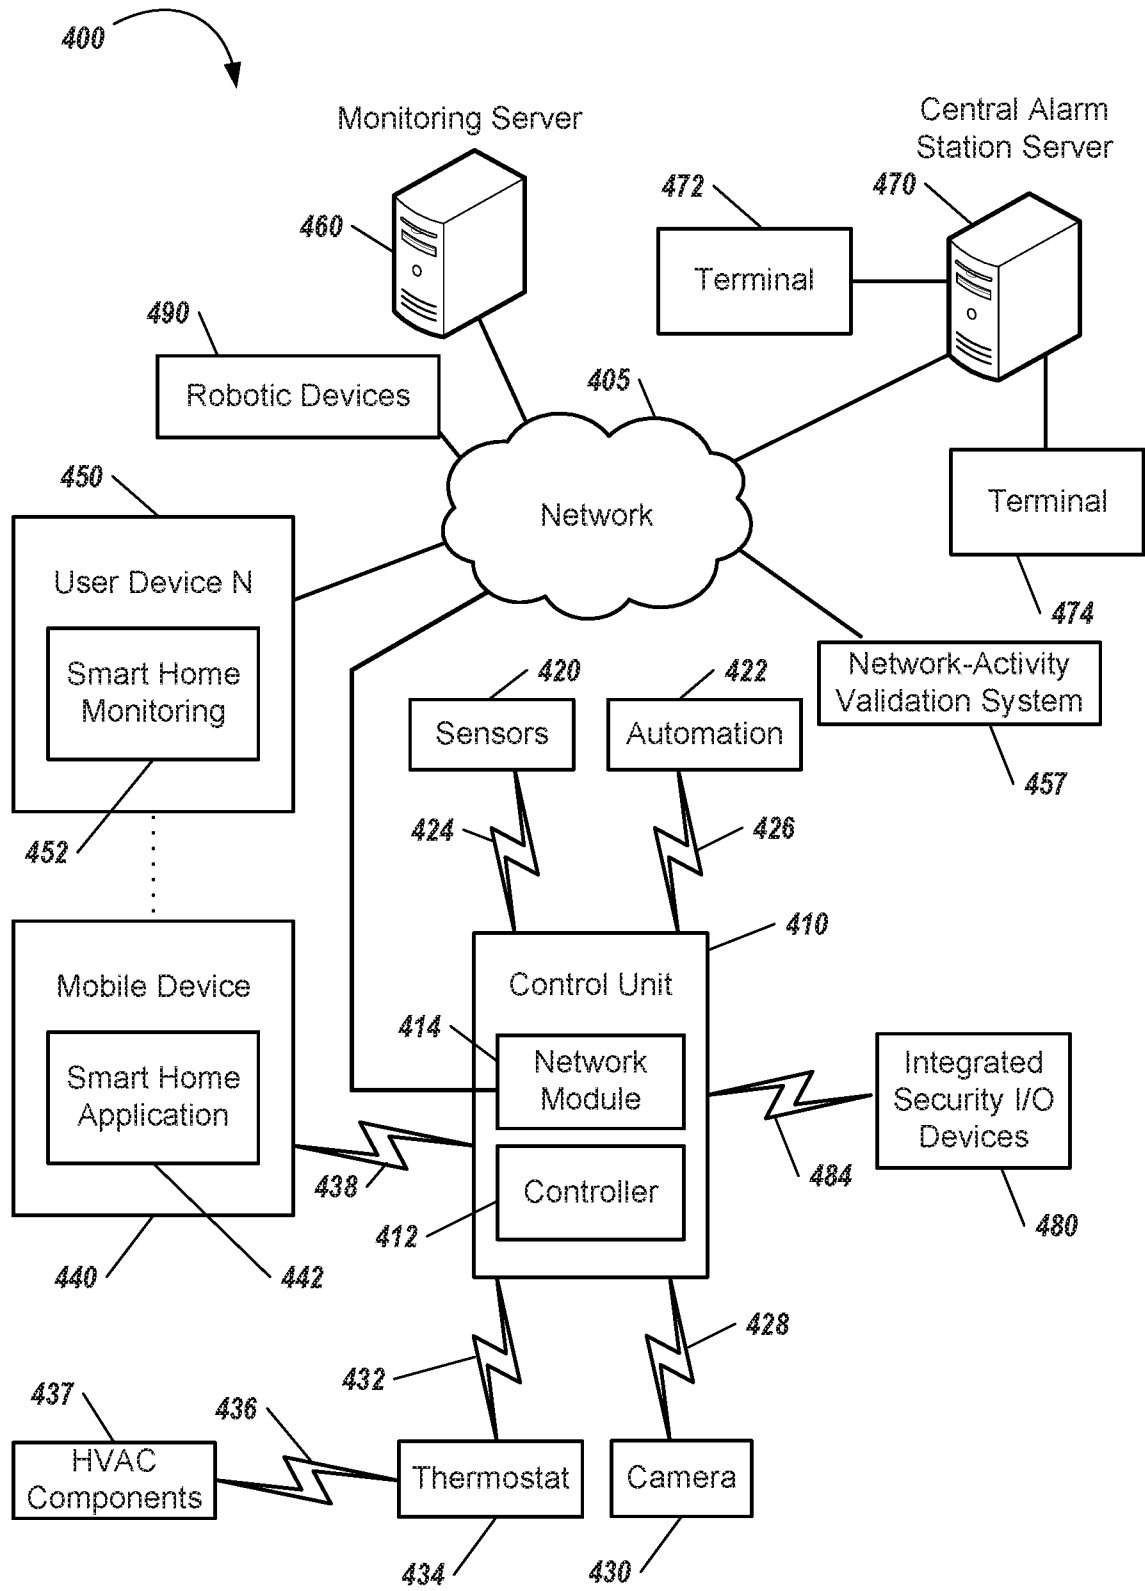 400
Monitoring Server
Central Alarm
Station Server
472
470
460
Terminal
490
Robotic Devices
405
450
Network
Terminal
User Device N
474
Smart Home
Monitoring
420
422
Network-Activity
Validation System
Sensors
Automation
457
452
424
426
410
Mobile Device
Control Unit
414
Network
Module
Integrated
Security I/O
Devices
Smart Home
Application
438
484
Controller
412
480
440
442
428
432
437
436
HVAC
Components
Thermostat
Camera
434
430